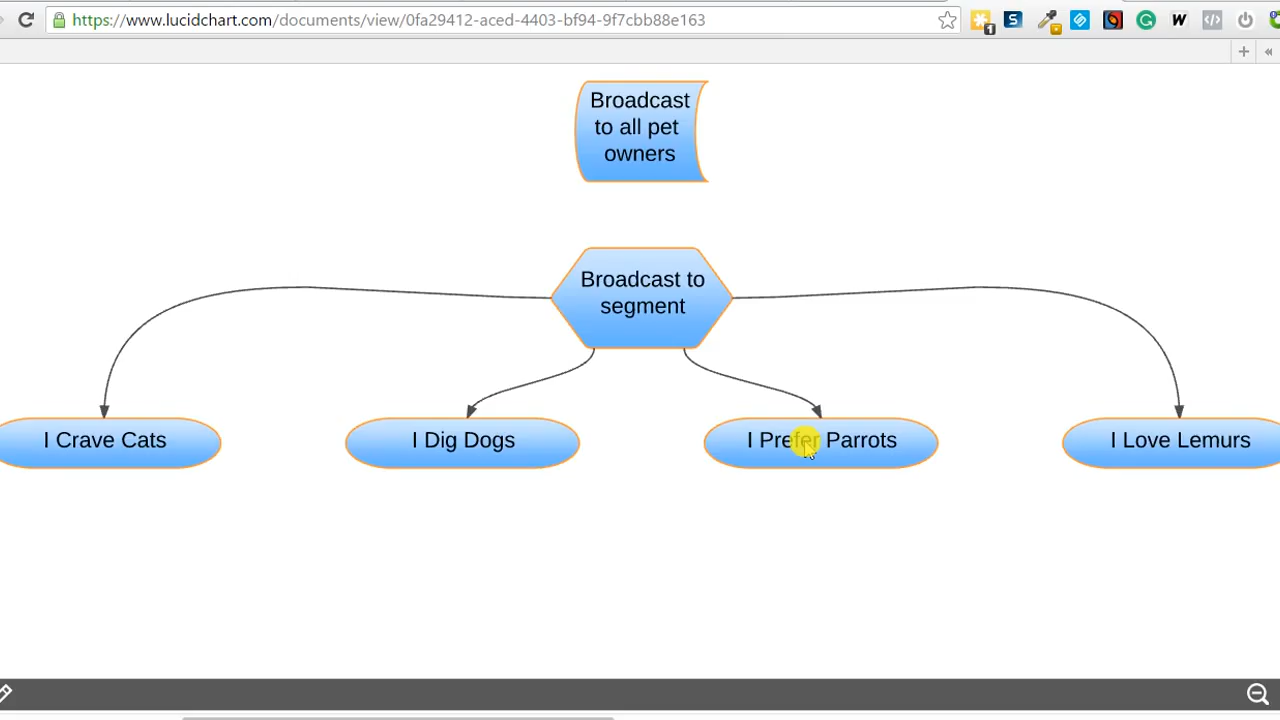 https://www.lucidchart.com/documents/view/0fa29412-aced-4403-bf94-9f7cbb88e163
1
S
W
Broadcast
to all pet
owners
Broadcast to
segment
I Crave Cats
I Dig Dogs
I Prefer Parrots
I Love Lemurs